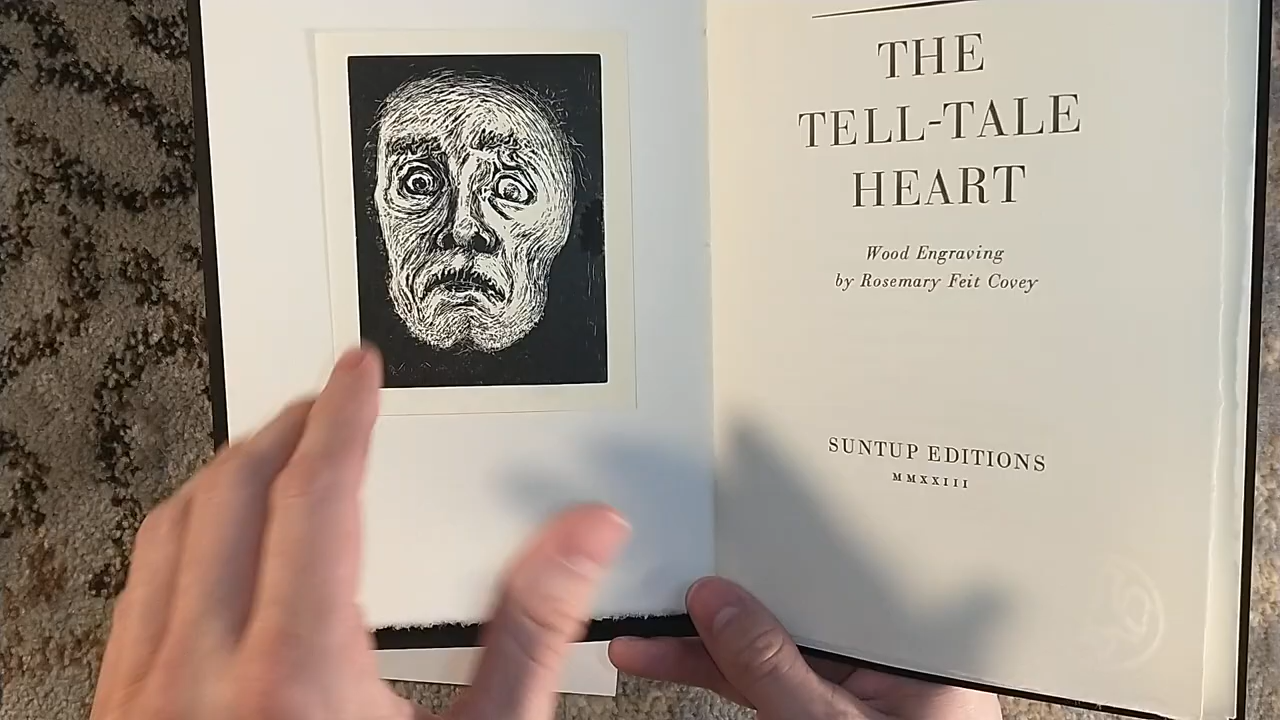 THE
TELL-TALE
HEART
Wood Engraving
by Rosemary Feit Covey
SUNTUP EDITIONS
MMXXIII